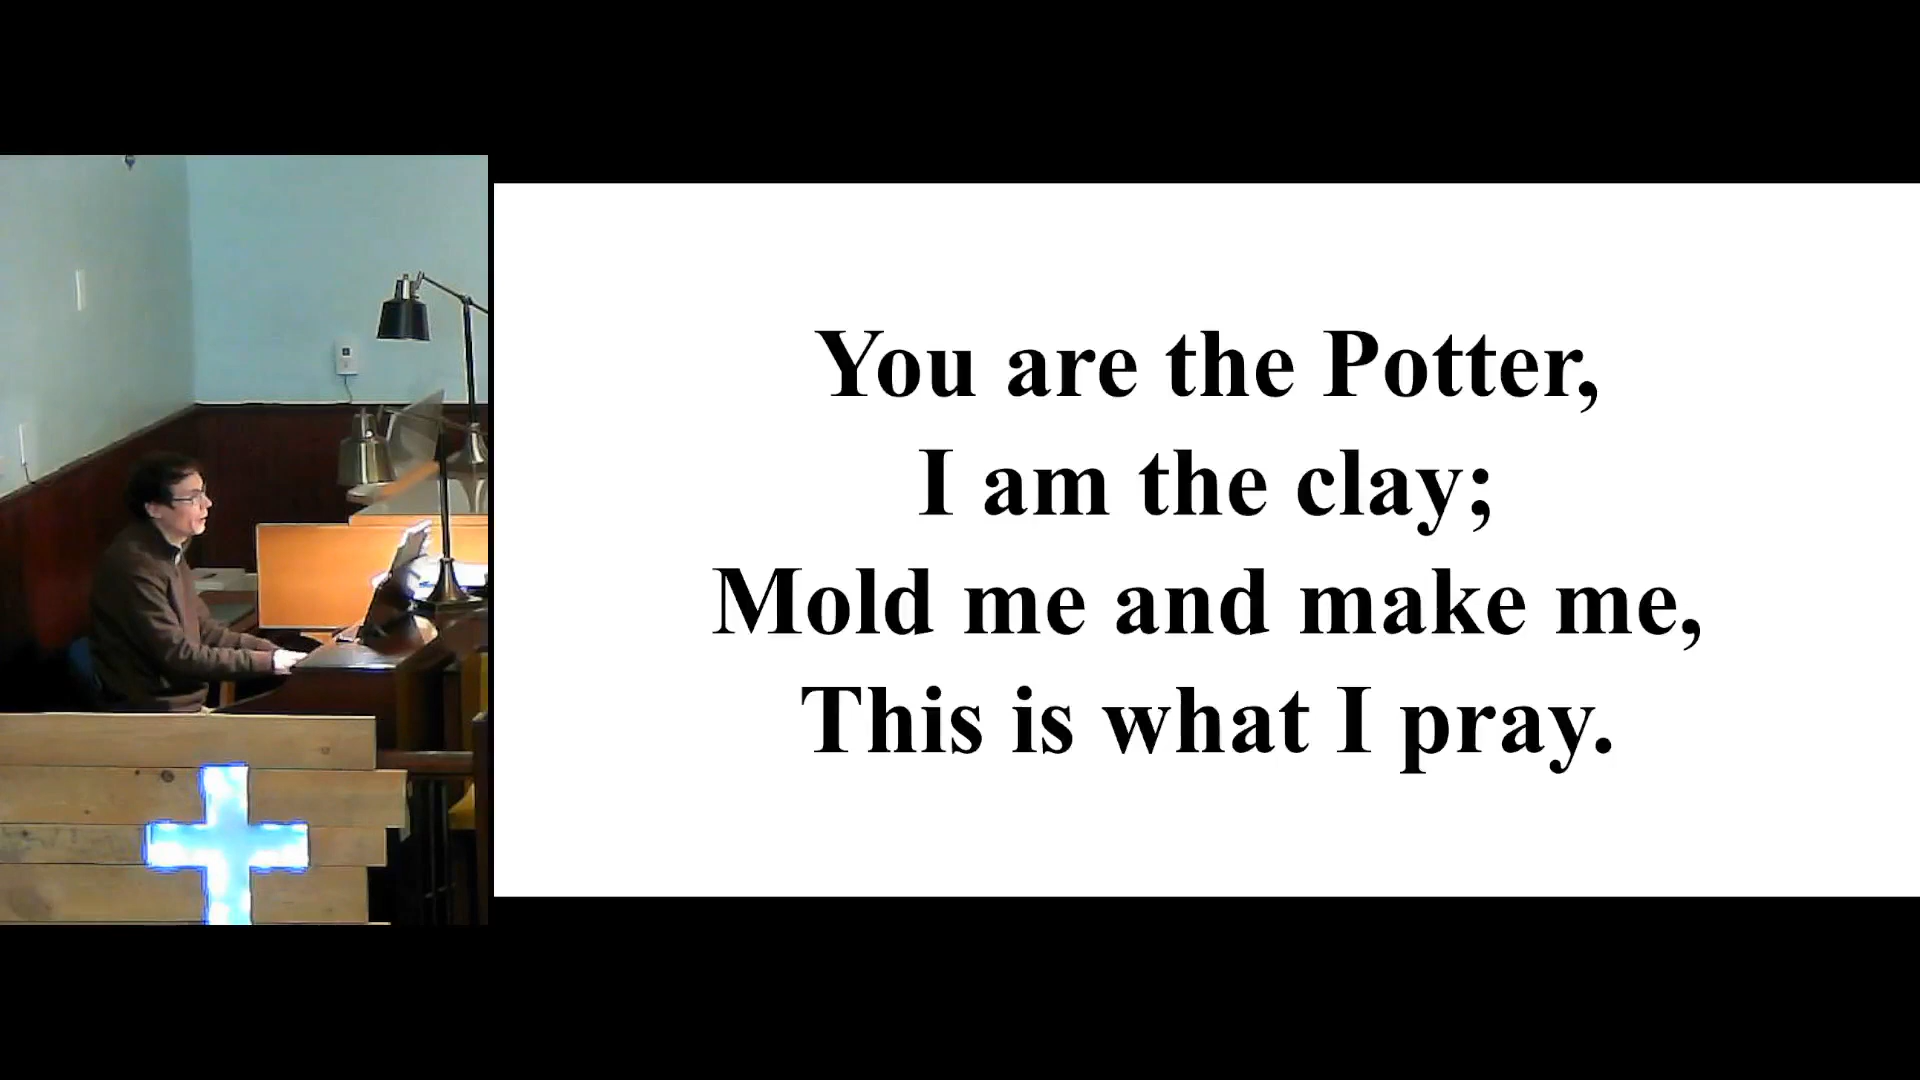 You are the Potter,
I am the clay;
Mold me and make me,
This is what I pray.